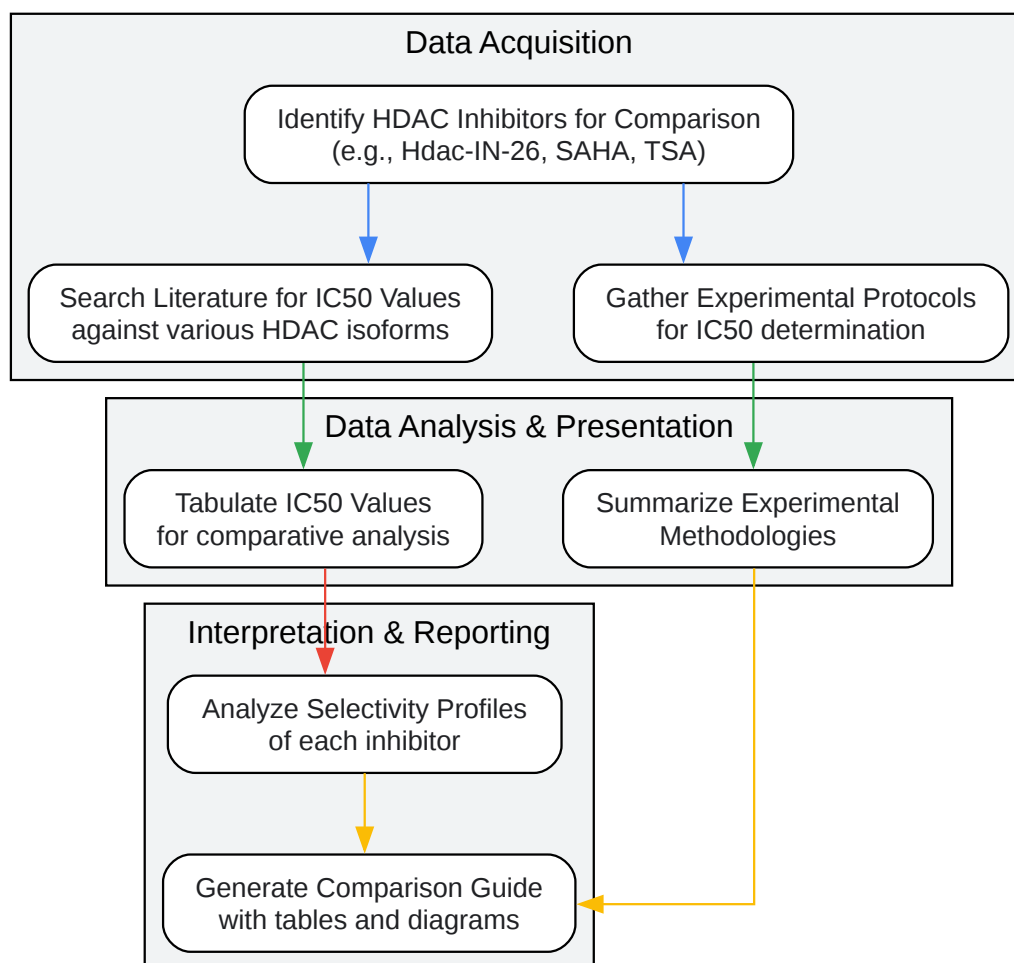 Data Acquisition
Identify HDAC Inhibitors for Comparison
(e.g., Hdac-IN-26, SAHA, TSA)
Search Literature for IC50 Values
against various HDAC isoforms
Gather Experimental Protocols
for IC50 determination
Data Analysis & Presentation
Tabulate IC50 Values
for comparative analysis
Summarize Experimental
Methodologies
Interpretation & Reporting
Analyze Selectivity Profiles
of each inhibitor
Generate Comparison Guide
with tables and diagrams